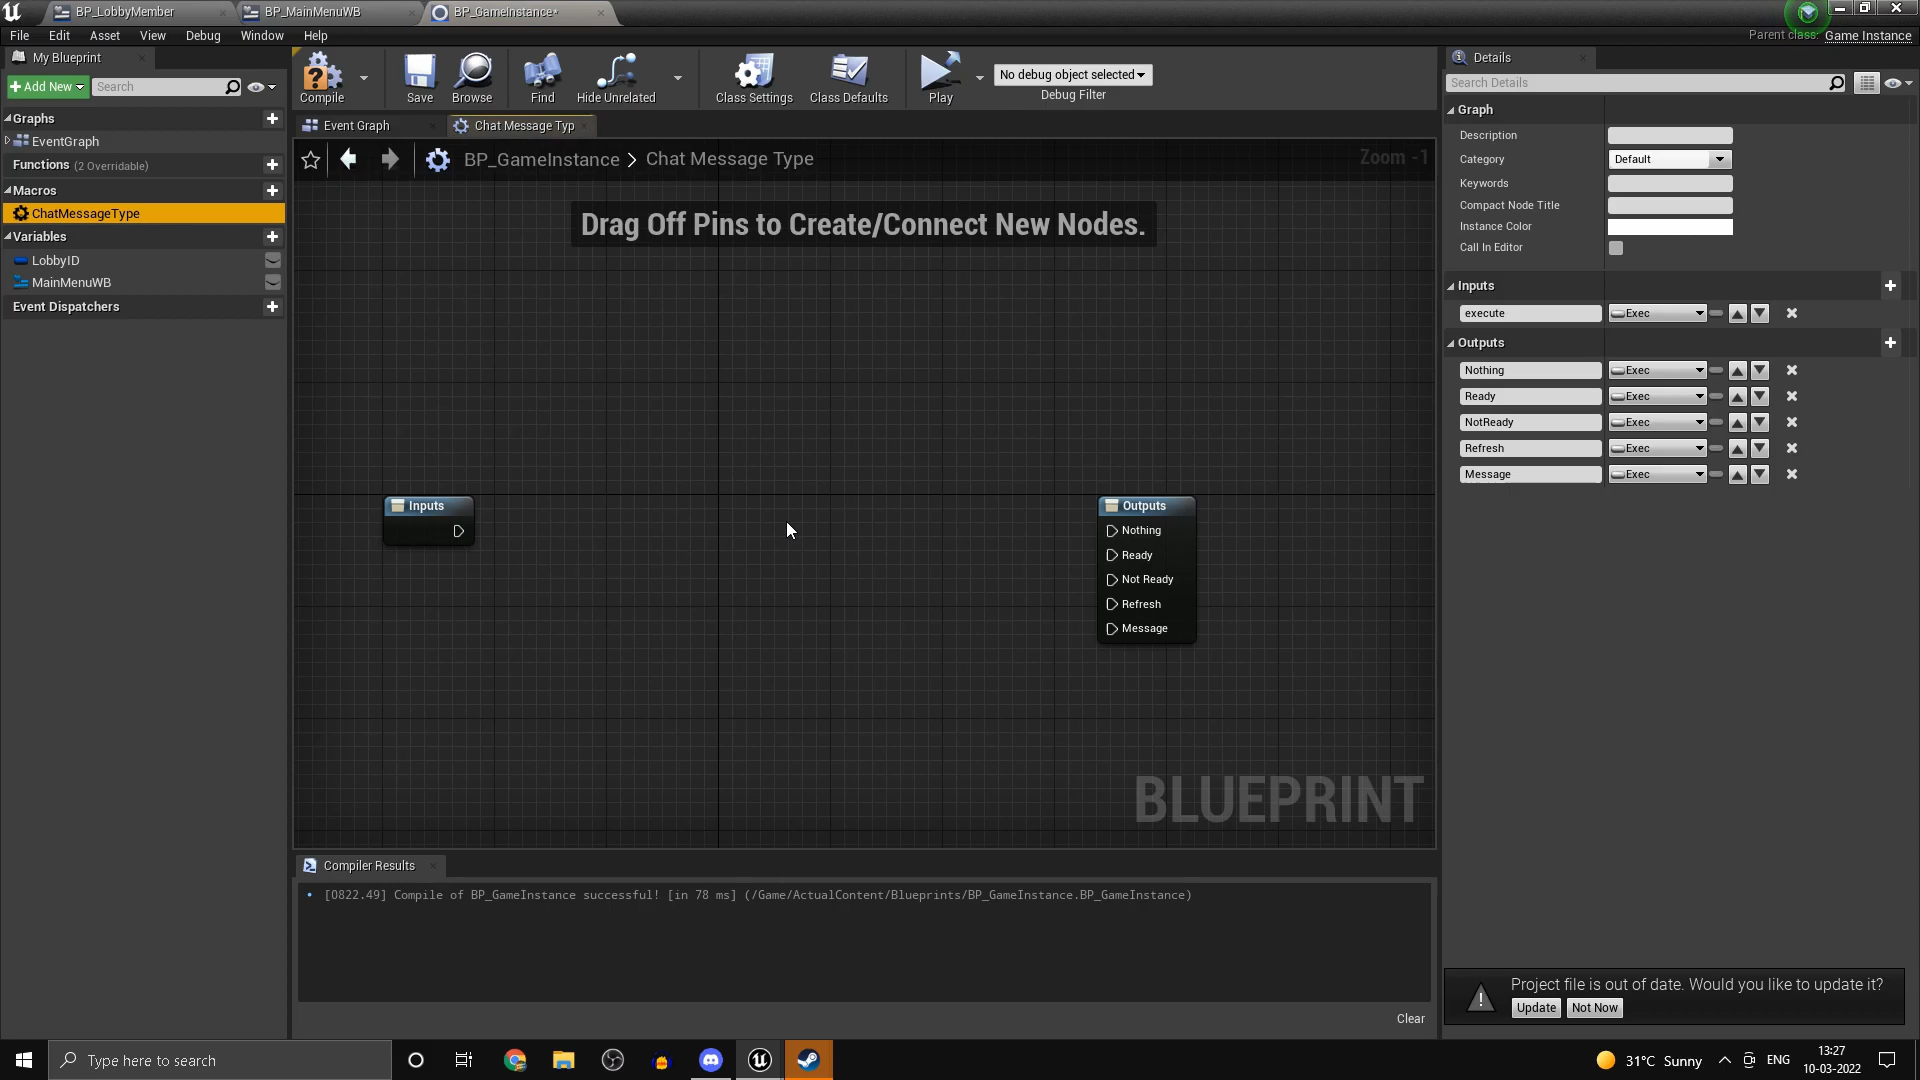 BP_LobbyMember
BP_MainMenuWB
BP_GameInstance*
File Edit Asset View Debug Window Help
Parent class: Game Instance
My Blueprint
Add New
Search
Compile
Save
Browse
Find
Hide Unrelated
Class Settings
Class Defaults
Play
No debug object selected
Debug Filter
Details
Search Details
Graphs
EventGraph
Functions (2 Overridable)
Macros
ChatMessageType
Variables
LobbyID
MainMenuWB
Event Dispatchers
Event Graph
Chat Message Typ
BP_GameInstance > Chat Message Type
Zoom -1
Drag Off Pins to Create/Connect New Nodes.
Inputs
Outputs
Nothing
Ready
Not Ready
Refresh
Message
BLUEPRINT
Graph
Description
Category Default
Keywords
Compact Node Title
Instance Color
Call In Editor
Inputs
execute Exec
Outputs
Nothing Exec
Ready Exec
NotReady Exec
Refresh Exec
Message Exec
Compiler Results
• [0822.49] Compile of BP_GameInstance successful! [in 78 ms] (/Game/ActualContent/Blueprints/BP_GameInstance.BP_GameInstance)
Clear
Project file is out of date. Would you like to update it?
Update Not Now
Type here to search
31°C Sunny
ENG
13:27
10-03-2022